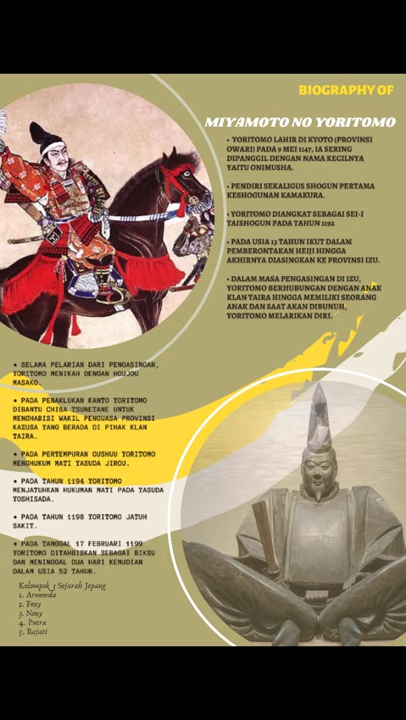 BIOGRAPHY OF
MIYAMOTO NO YORITOMO
• YORITOMO LAHIR DI KYOTO (PROVINSI
OWARI) PADA 9 MEI 1147, IA SERING
DIPANGGIL DENGAN NAMA KECILNYA
YAITU ONIMUSHA.
• PENDIRI SEKALIGUS SHOGUN PERTAMA
KESHOGUNAN KAMAKURA.
• YORITOMO DIANGKAT SEBAGAI SEI-I
TAISHOGUN PADA TAHUN 1192
• PADA USIA 13 TAHUN IKUT DALAM
PEMBERONTAKAN HEIJI HINGGA
AKHIRNYA DIASINGKAN KE PROVINSI IZU.
• DALAM MASA PENGASINGAN DI IZU,
YORITOMO BERHUBUNGAN DENGAN ANAK
KLAN TAIRA HINGGA MEMILIKI SEORANG
ANAK DAN SAAT AKAN DIBUNUH,
YORITOMO MELARIKAN DIRI.
• SELAMA PELARIAN DARI PENGASINGAN,
YORITOMO MENIKAH DENGAN HOUJOU
MASAKO.
• PADA PENAKLUKAN KANTO YORITOMO
DIBANTU CHIBA TSUNETANE UNTUK
MENGHABISI WAKIL PENGUASA PROVINSI
KAZUSA YANG BERADA DI PIHAK KLAN
TAIRA.
• PADA PERTEMPURAN OUSHUU YORITOMO
MENGHUKUM MATI YASUDA JIROU.
• PADA TAHUN 1194 YORITOMO
MENJATUHKAN HUKUMAN MATI PADA YASUDA
YOSHISADA.
• PADA TAHUN 1198 YORITOMO JATUH
SAKIT.
• PADA TANGGAL 17 FEBRUARI 1199
YORITOMO DITAHBISKAN SEBAGAI BIKSU
DAN MENINGGAL DUA HARI KEMUDIAN
DALAM USIA 52 TAHUN.
Kelompok 3 Sejarah Jepang
1. Armenda
2. Feny
3. Neny
4. Putra
5. Rajati